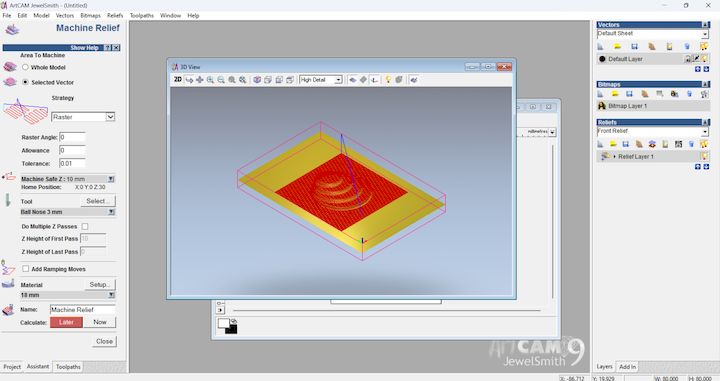 ArtCAM JewelSmith - (Untitled)
File Edit Model Vectors Bitmaps Reliefs Toolpaths Window Help
Machine Relief
Show Help ?
Area To Machine
Whole Model
Selected Vector
Strategy
Raster
Raster Angle: 0
Allowance 0
Tolerance: 0.01
Machine Safe Z : 10 mm
Home Position: X:0 Y:0 Z:30
Tool Select...
Ball Nose 3 mm
Do Multiple Z Passes
Z Height of First Pass 10
Z Height of Last Pass 0
Add Ramping Moves
Material Setup...
18 mm
Name: Machine Relief
Calculate: Later Now
Close
Project Assistant Toolpaths
3D View
2D High Detail
millimetres
ArtCAM 9
JewelSmith
Vectors
Default Sheet
Default Layer
Bitmaps
Bitmap Layer 1
Reliefs
Front Relief
Relief Layer 1
Layers Add In
X: -86.712 Y: 19.929 W: 80.000 H: 80.000